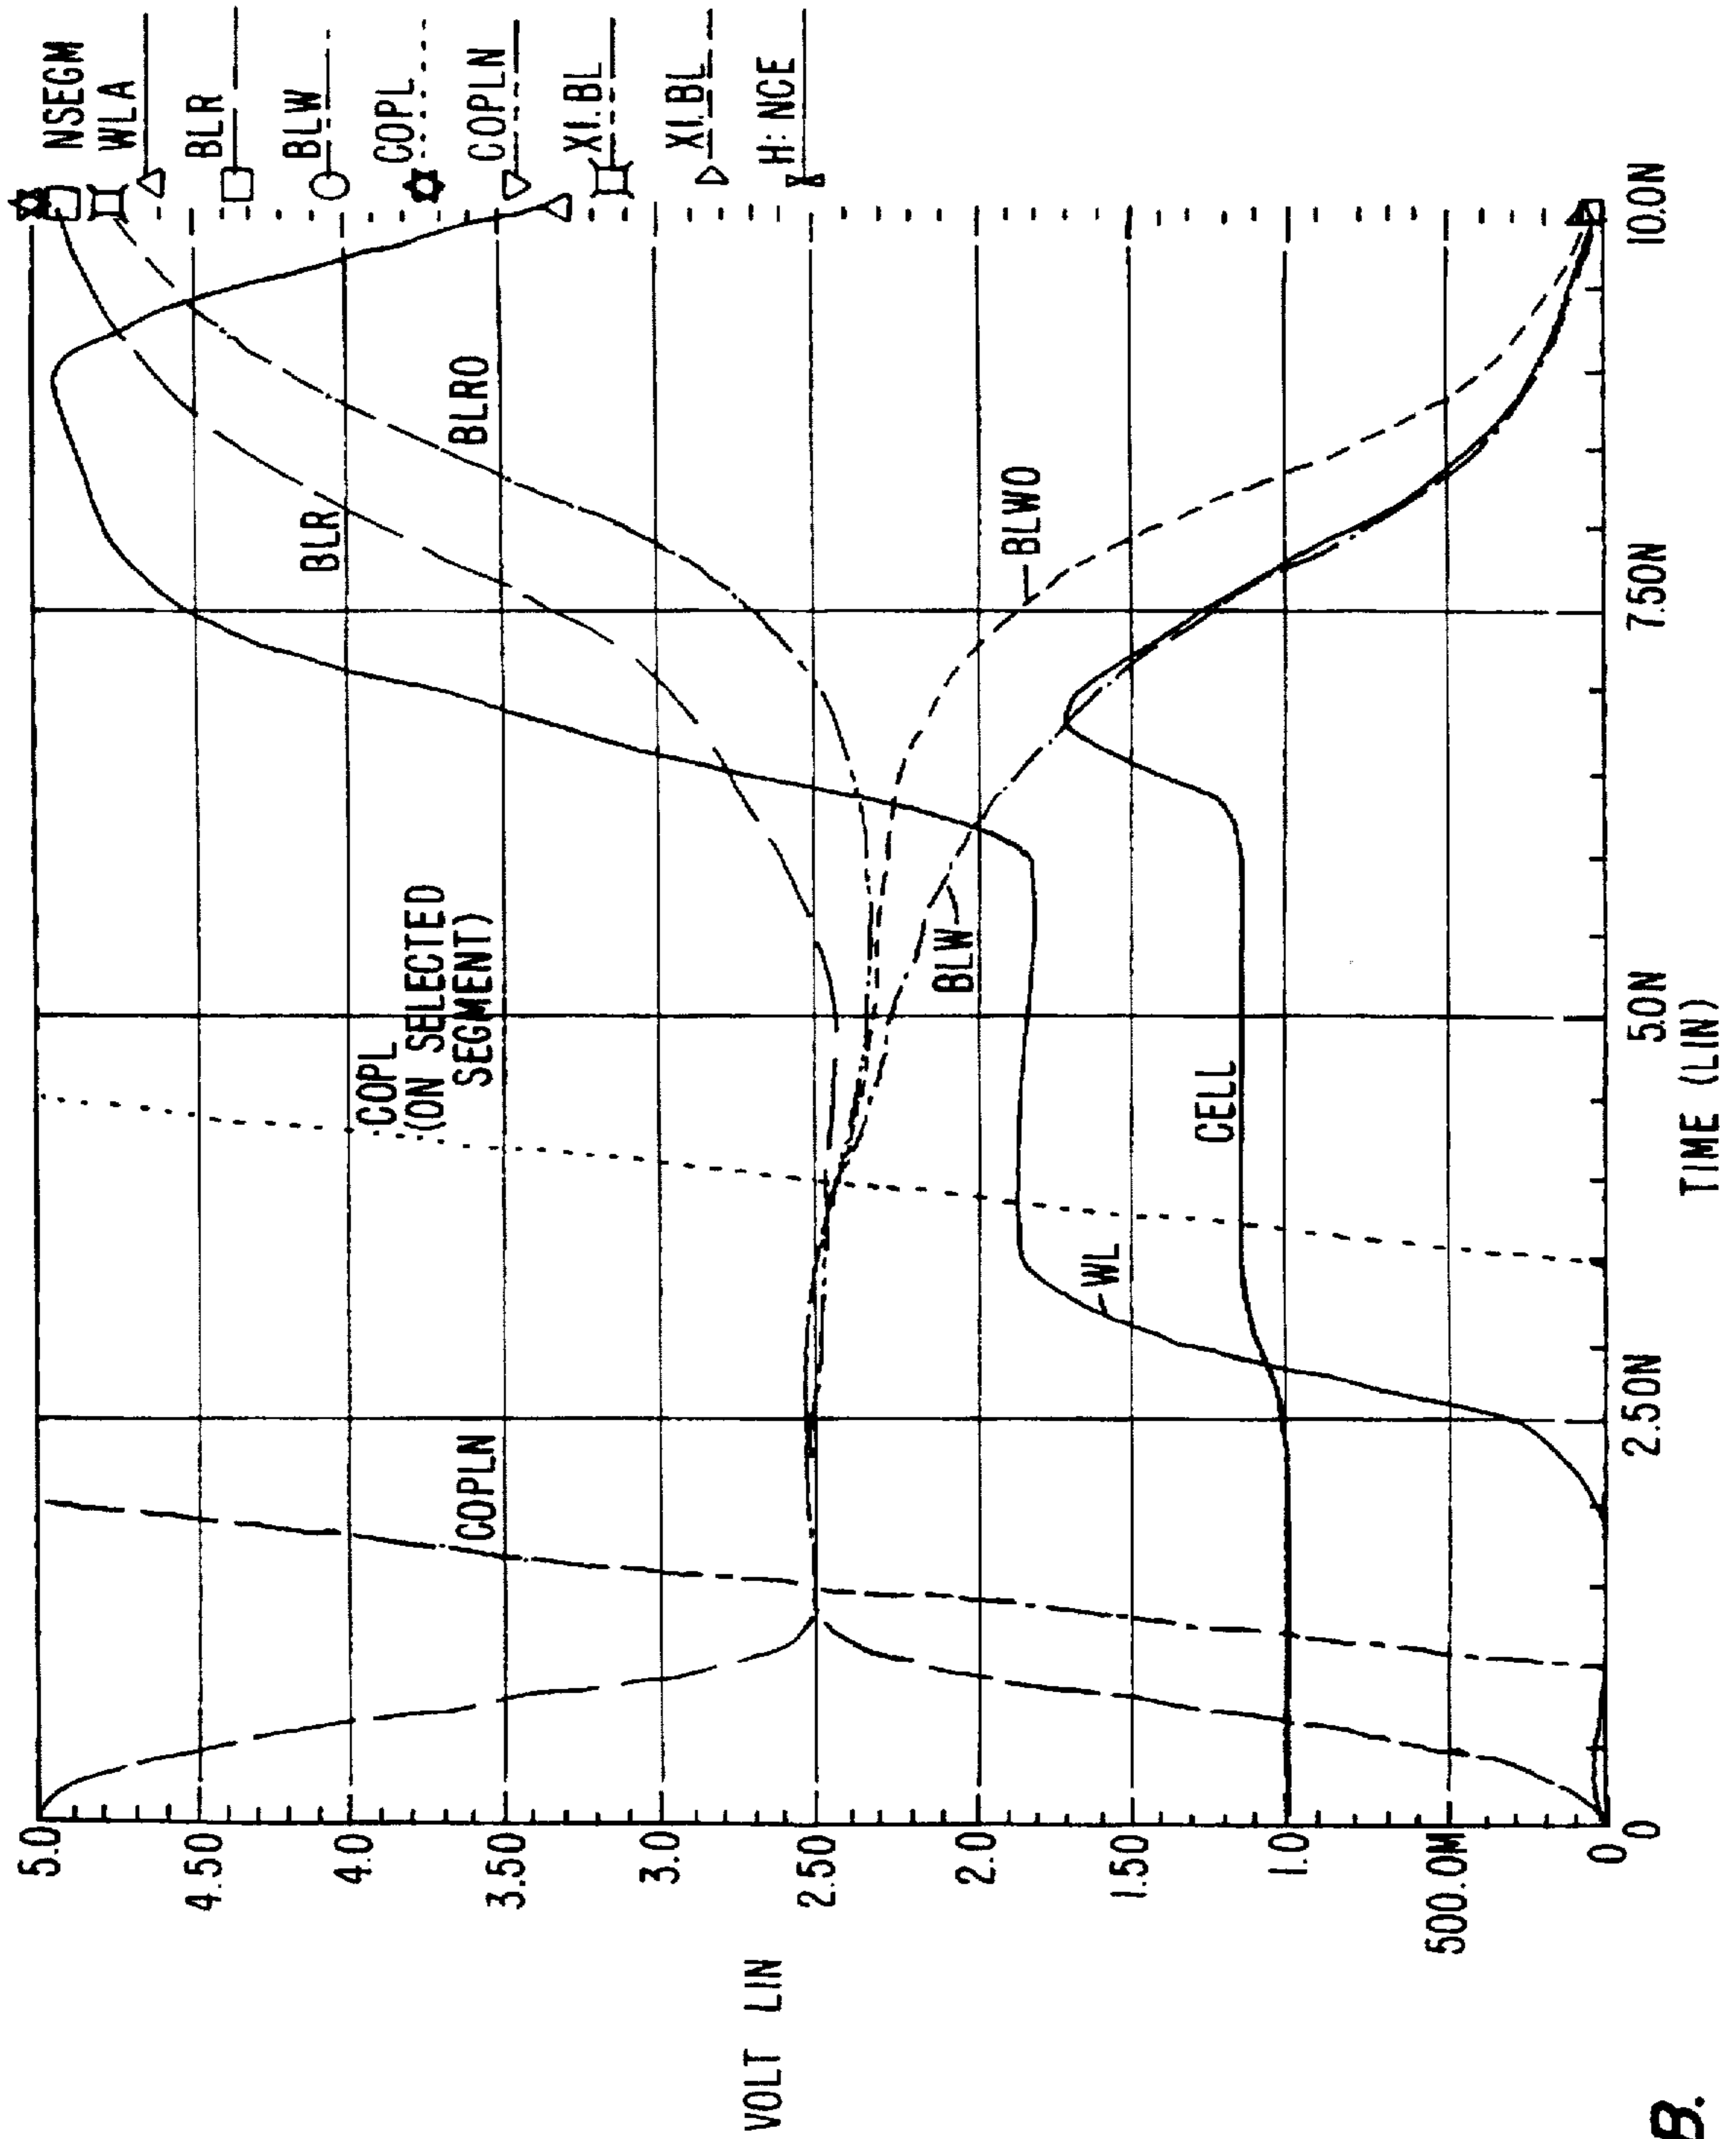 NSEGM
WLA
BLR
BLW
COPL
COPLN
X1.BL
X1.BL
H: NCE
5.0
4.50
4.0
3.50
3.0
2.50
2.0
1.50
1.0
500.0M
0
VOLT LIN
COPLN
COPL
(ON SELECTED
SEGMENT)
BLR
BLRO
BLWO
BLW
WL
CELL
0
2.50N
5.0N
7.50N
10.0N
TIME (LIN)
B.